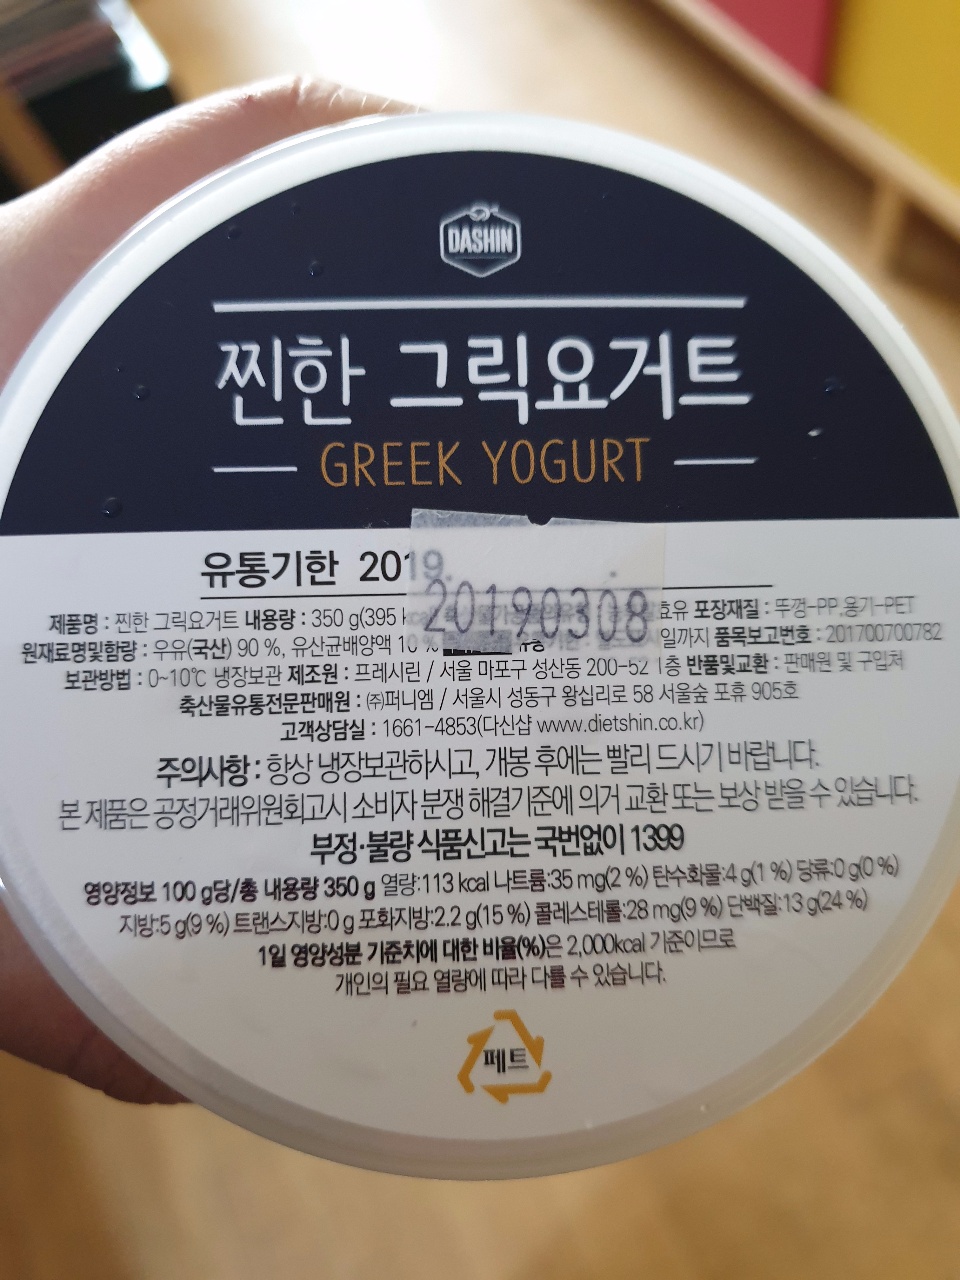 DASHIN
찐한 그릭요거트
GREEK YOGURT
유통기한 2019.
20190308
제품명 : 찐한 그릭요거트 내용량 : 350 g(395 kcal 효유 포장재질 : 뚜껑-PP,용기-PET
원재료명및함량 : 우유(국산) 90 %, 유산균배양액 10 % 일까지 품목보고번호 : 201700700782
보관방법 : 0~10℃ 냉장보관 제조원 : 프레시린 / 서울 마포구 성산동 200-52 1층 반품및교환 : 판매원 및 구입처
축산물유통전문판매원 : ㈜퍼니엠 / 서울시 성동구 왕십리로 58 서울숲 포휴 905호
고객상담실 : 1661-4853(다신샵 www.dietshin.co.kr)
주의사항 : 항상 냉장보관하시고, 개봉 후에는 빨리 드시기 바랍니다.
본 제품은 공정거래위원회고시 소비자 분쟁 해결기준에 의거 교환 또는 보상 받을 수 있습니다.
부정·불량 식품신고는 국번없이 1399
영양정보 100 g당/총 내용량 350 g 열량:113 kcal 나트륨:35 mg(2 %) 탄수화물:4 g(1 %) 당류:0 g(0 %)
지방:5 g(9 %) 트랜스지방:0 g 포화지방:2.2 g(15 %) 콜레스테롤:28 mg(9 %) 단백질:13 g(24 %)
1일 영양성분 기준치에 대한 비율(%)은 2,000kcal 기준이므로
개인의 필요 열량에 따라 다를 수 있습니다.
페트